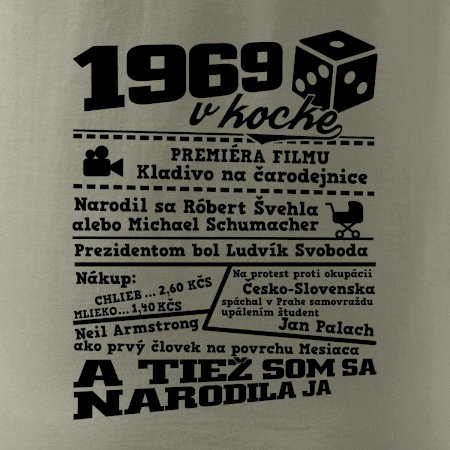 1969
v kocke
PREMIÉRA FILMU
Kladivo na čarodejnice
Narodil sa Róbert Švehla
alebo Michael Schumacher
Prezidentom bol Ludvík Svoboda
Nákup:
CHLIEB ... 2,60 KČS
MLIEKO... 1,40 KČS
Na protest proti okupácii
Česko-Slovenska
spáchal v Prahe samovraždu
upálením študent
Jan Palach
Neil Armstrong
ako prvý človek na povrchu Mesiaca
A TIEŽ SOM SA
NARODILA JA